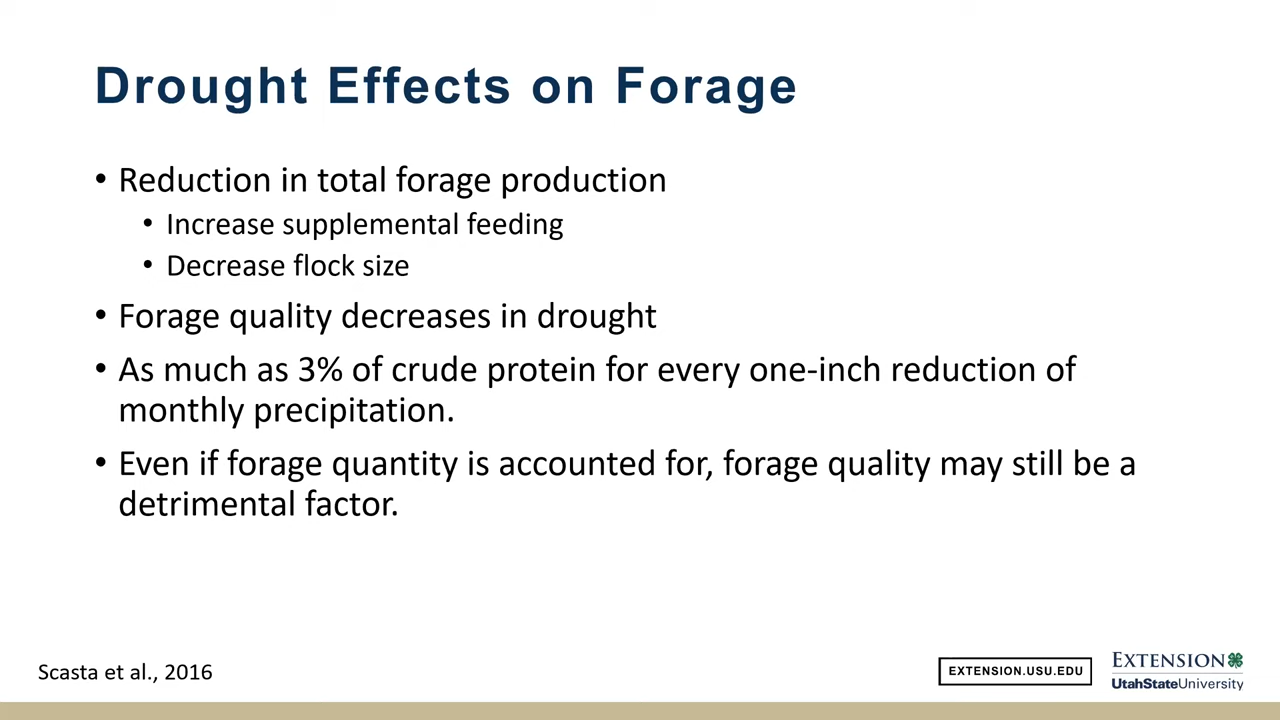 Drought Effects on Forage
• Reduction in total forage production
• Increase supplemental feeding
• Decrease flock size
• Forage quality decreases in drought
• As much as 3% of crude protein for every one-inch reduction of
monthly precipitation.
• Even if forage quantity is accounted for, forage quality may still be a
detrimental factor.
Scasta et al., 2016
EXTENSION.USU.EDU
EXTENSION
UtahStateUniversity